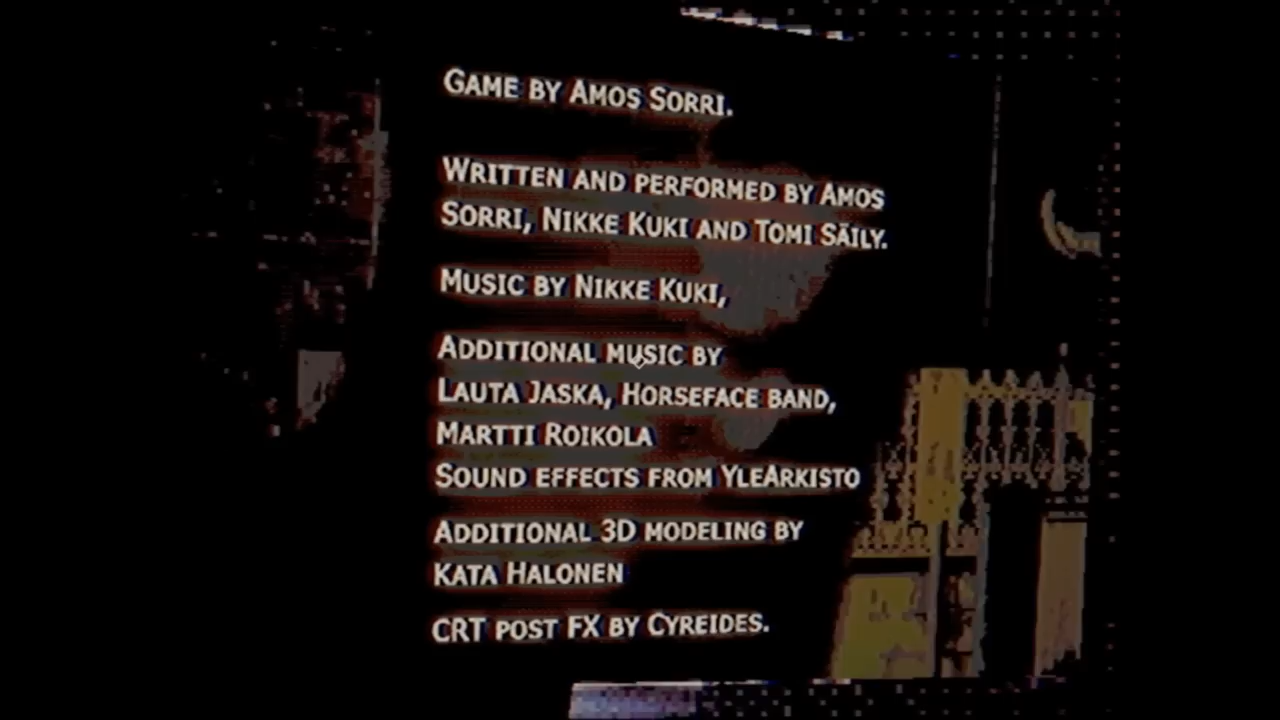 Game by Amos Sorri.
Written and performed by Amos
Sorri, Nikke Kuki and Tomi Säily.
Music by Nikke Kuki,
Additional music by
Lauta Jaska, Horseface band,
Martti Roikola
Sound effects from YleArkisto
Additional 3D modeling by
Kata Halonen
CRT post FX by Cyreides.